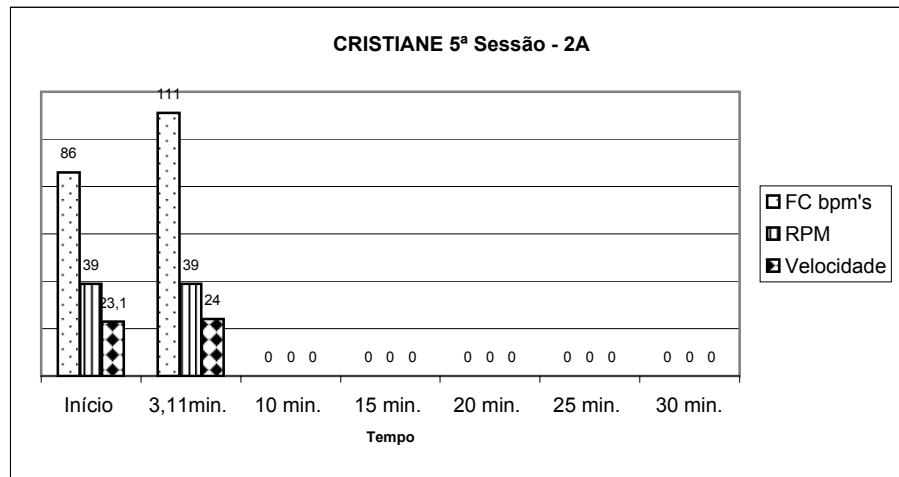 CRISTIANE 5ª Sessão - 2A
111
86
39
39
23,1
24
0 0 0 0 0 0 0 0 0 0 0 0 0 0 0
Início 3,11min. 10 min. 15 min. 20 min. 25 min. 30 min.
Tempo
FC bpm's
RPM
Velocidade